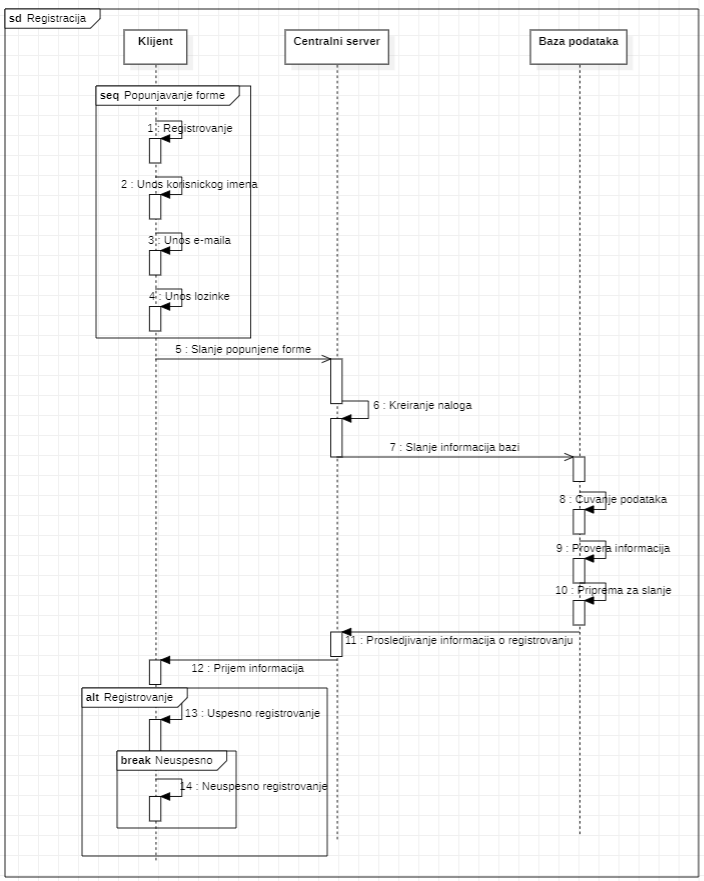 sd Registracija
Klijent
Centralni server
Baza podataka
seq Popunjavanje forme
1 : Registrovanje
2 : Unos korisnickog imena
3 : Unos e-maila
4 : Unos lozinke
5 : Slanje popunjene forme
6 : Kreiranje naloga
7 : Slanje informacija bazi
8 : Cuvanje podataka
9 : Provera informacija
10 : Priprema za slanje
11 : Prosledjivanje informacija o registrovanju
12 : Prijem informacija
alt Registrovanje
13 : Uspesno registrovanje
break Neuspesno
14 : Neuspesno registrovanje